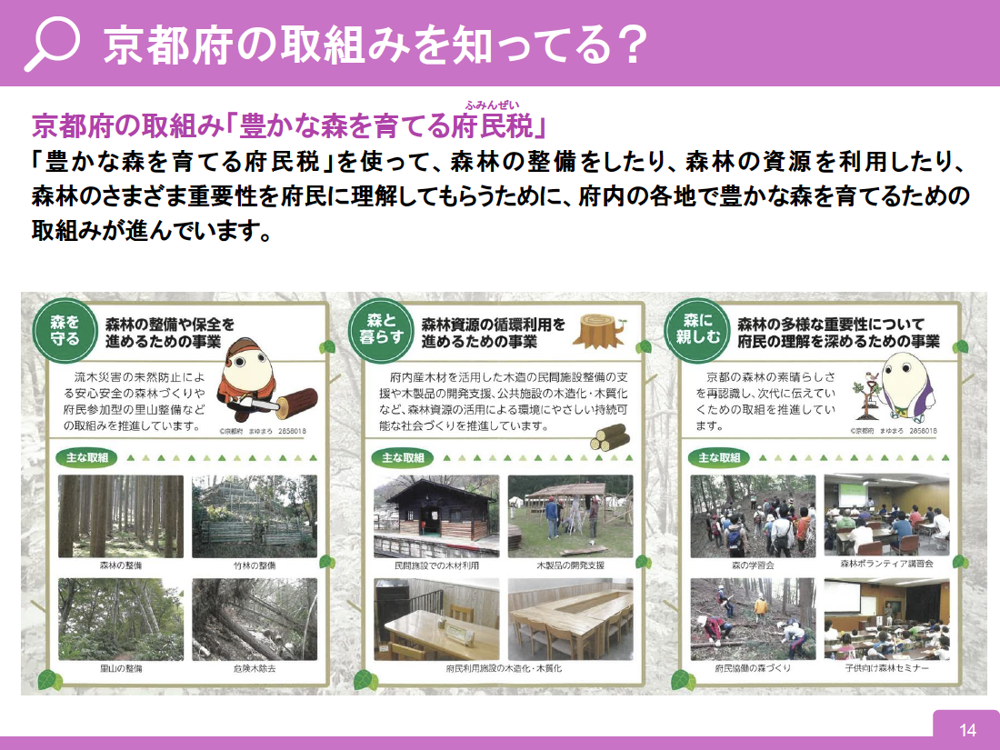 京都府の取組みを知ってる？
ふみんぜい
京都府の取組み「豊かな森を育てる府民税」
「豊かな森を育てる府民税」を使って、森林の整備をしたり、森林の資源を利用したり、
森林のさまざま重要性を府民に理解してもらうために、府内の各地で豊かな森を育てるための
取組みが進んでいます。
森を
守る
森林の整備や保全を
進めるための事業
流木災害の未然防止によ
る安心安全の森林づくりや
府民参加型の里山整備など
の取組みを推進しています。
©京都府 まゆまろ 2858018
主な取組
森林の整備
竹林の整備
里山の整備
危険木除去
森と
暮らす
森林資源の循環利用を
進めるための事業
府内産木材を活用した木造の民間施設整備の支
援や木製品の開発支援、公共施設の木造化・木質化
など、森林資源の活用による環境にやさしい持続可
能な社会づくりを推進しています。
主な取組
民間施設での木材利用
木製品の開発支援
府民利用施設の木造化・木質化
森に
親しむ
森林の多様な重要性について
府民の理解を深めるための事業
京都の森林の素晴らしさ
を再認識し、次代に伝えてい
くための取組を推進してい
ます。
©京都府 まゆまろ 2858018
主な取組
森の学習会
森林ボランティア講習会
府民協働の森づくり
子供向け森林セミナー
14